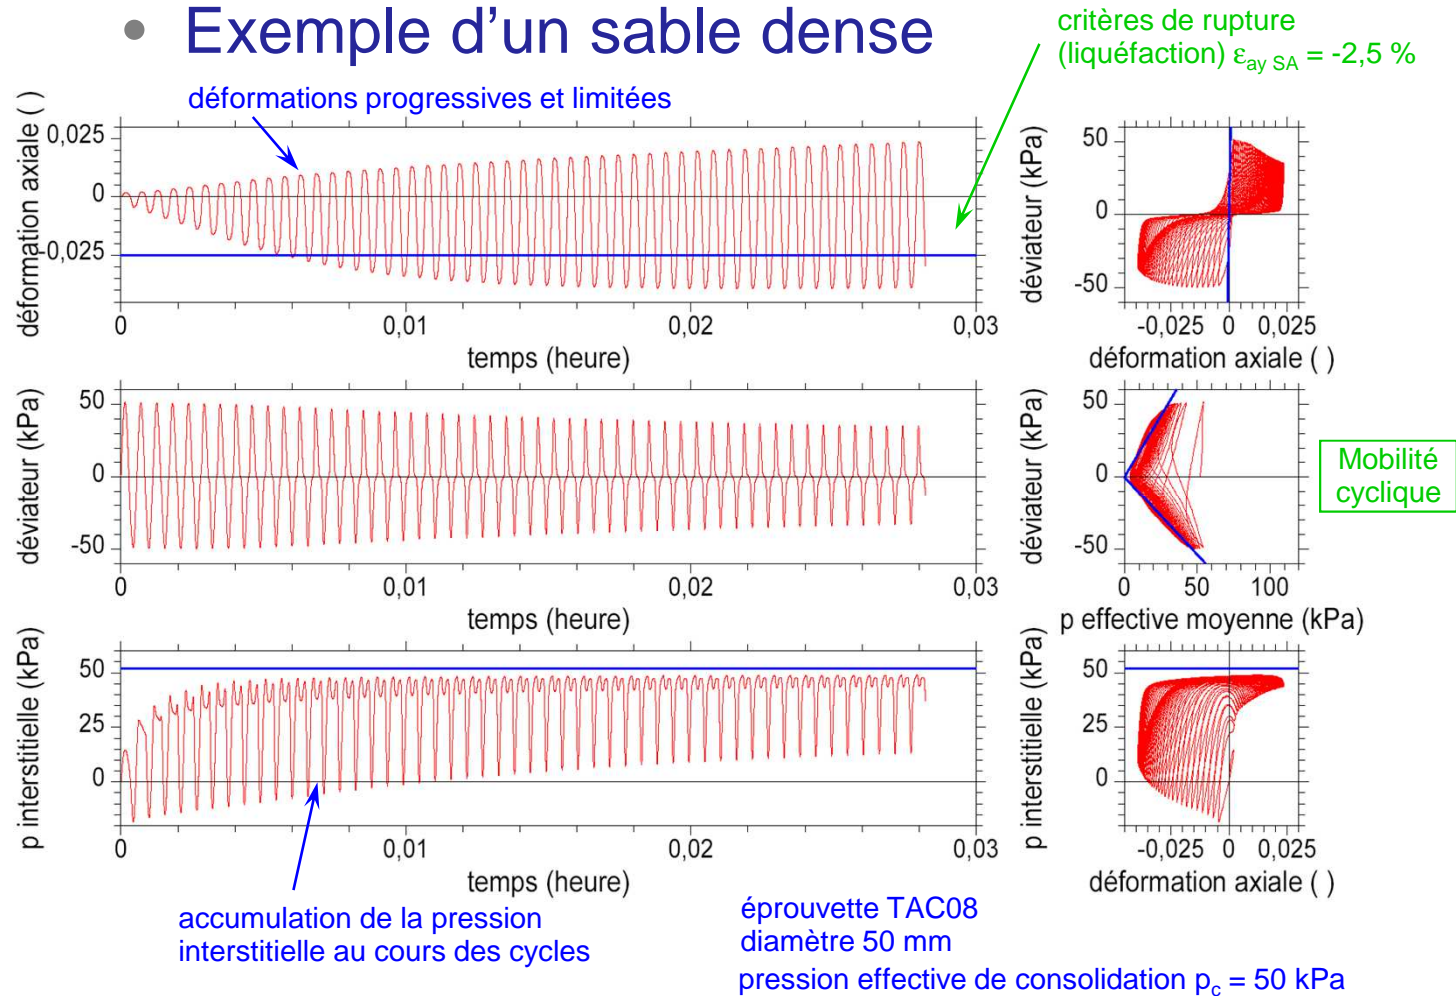 • Exemple d'un sable dense
critères de rupture
(liquéfaction) εay SA = -2,5 %
déformations progressives et limitées
déformation axiale ( )
0,025
0
-0,025
0 0,01 0,02 0,03
temps (heure)
déviateur (kPa)
50
0
-50
-0,025 0 0,025
déformation axiale ( )
déviateur (kPa)
50
0
-50
0 0,01 0,02 0,03
temps (heure)
déviateur (kPa)
50
0
-50
0 50 100
p effective moyenne (kPa)
Mobilité
cyclique
p interstitielle (kPa)
50
25
0
0 0,01 0,02 0,03
temps (heure)
p interstitielle (kPa)
50
25
0
-0,025 0 0,025
déformation axiale ( )
accumulation de la pression
interstitielle au cours des cycles
éprouvette TAC08
diamètre 50 mm
pression effective de consolidation pc = 50 kPa